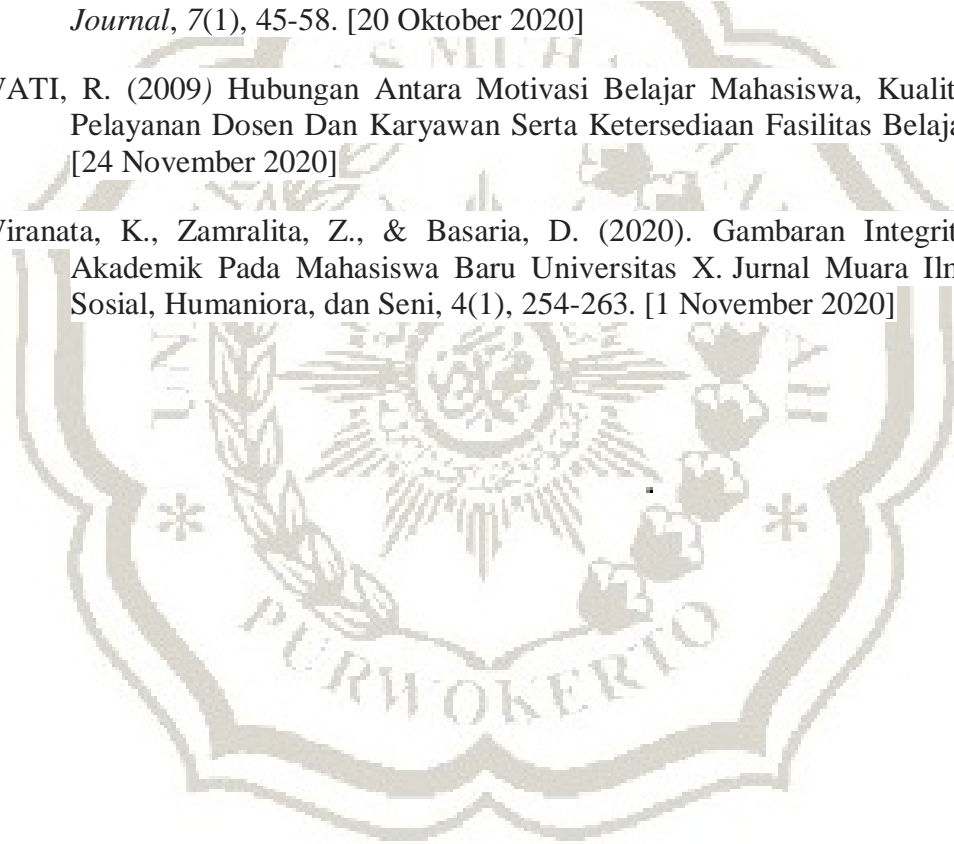 Journal, 7(1), 45-58. [20 Oktober 2020]
S MUH
VATI, R. (2009) Hubungan Antara Motivasi Belajar Mahasiswa, Kualit
Pelayanan Dosen Dan Karyawan Serta Ketersediaan Fasilitas Belaja
[24 November 2020]
Viranata, K., Zamralita, Z., & Basaria, D. (2020). Gambaran Integrit
Akademik Pada Mahasiswa Baru Universitas X. Jurnal Muara Iln
Sosial, Humaniora, dan Seni, 4(1), 254-263. [1 November 2020]
UN
PURWOKERTO